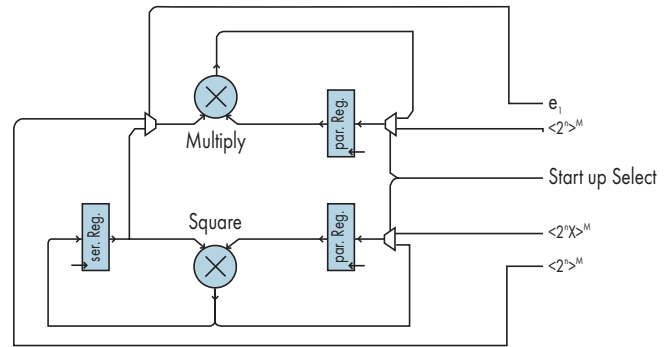 e₁
<2ⁿ>ᴹ
Multiply
par. Reg.
Start up Select
ser. Reg.
Square
par. Reg.
<2ⁿX>ᴹ
<2ⁿ>ᴹ